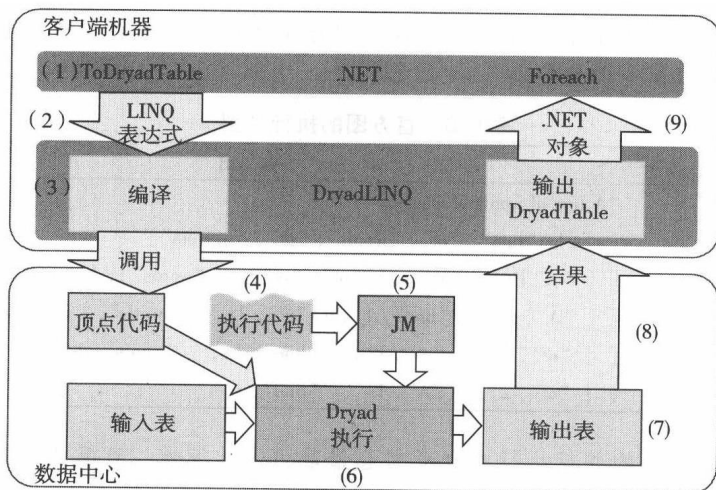 客户端机器
(1) ToDryadTable .NET Foreach
(2) LINQ
表达式
.NET
对象
(9)
(3) 编译 DryadLINQ 输出
DryadTable
调用
结果
(4) (5)
顶点代码 执行代码 JM
(8)
输入表 Dryad
执行
输出表 (7)
(6)
数据中心